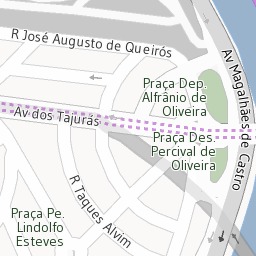 R José Augusto de Queirós
Praça Dep.
Alfrânio de
Oliveira
Av Magalhães de Castro
Av dos Tajurás
Praça Des.
Percival de
Oliveira
R Taques Alvim
Praça Pe.
Lindolfo
Esteves